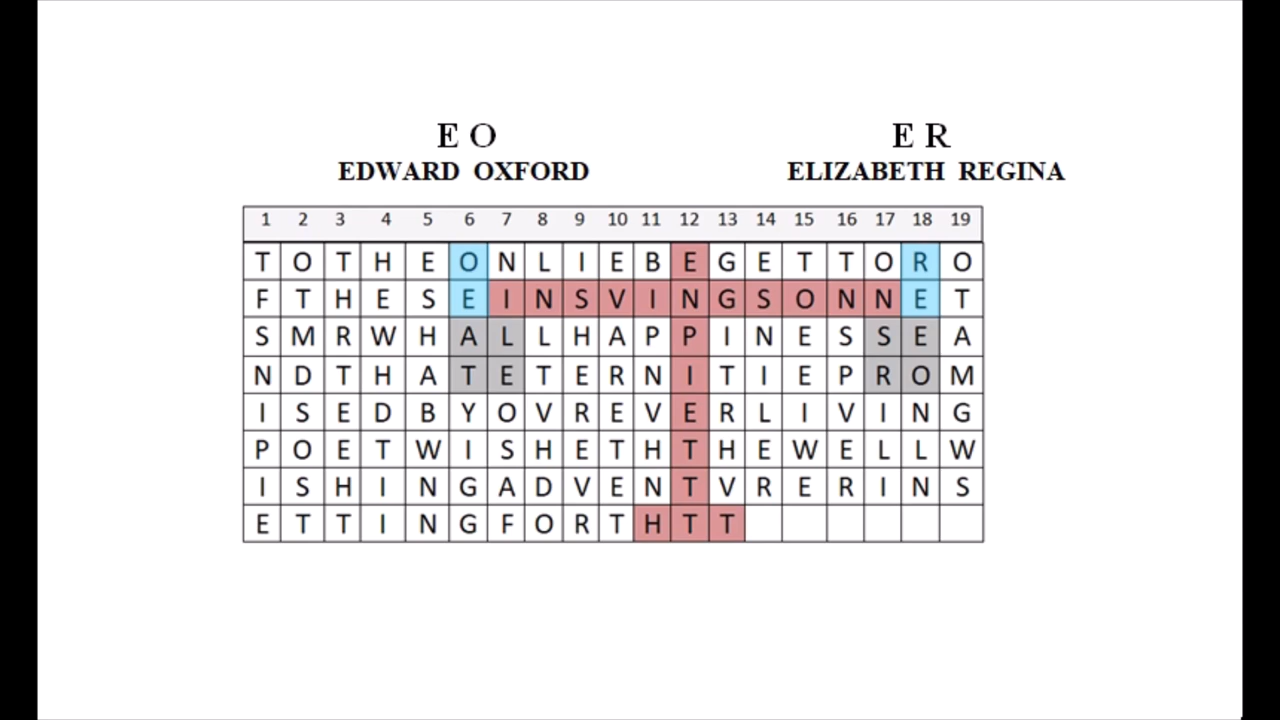 E O
E R
EDWARD OXFORD
ELIZABETH REGINA
1 2 3 4 5 6 7 8 9 10 11 12 13 14 15 16 17 18 19
T O T H E O N L I E B E G E T T O R O
F T H E S E I N S V I N G S O N N E T
S M R W H A L L H A P P I N E S S E A
N D T H A T E T E R N I T I E P R O M
I S E D B Y O V R E V E R L I V I N G
P O E T W I S H E T H T H E W E L L W
I S H I N G A D V E N T V R E R I N S
E T T I N G F O R T H T T